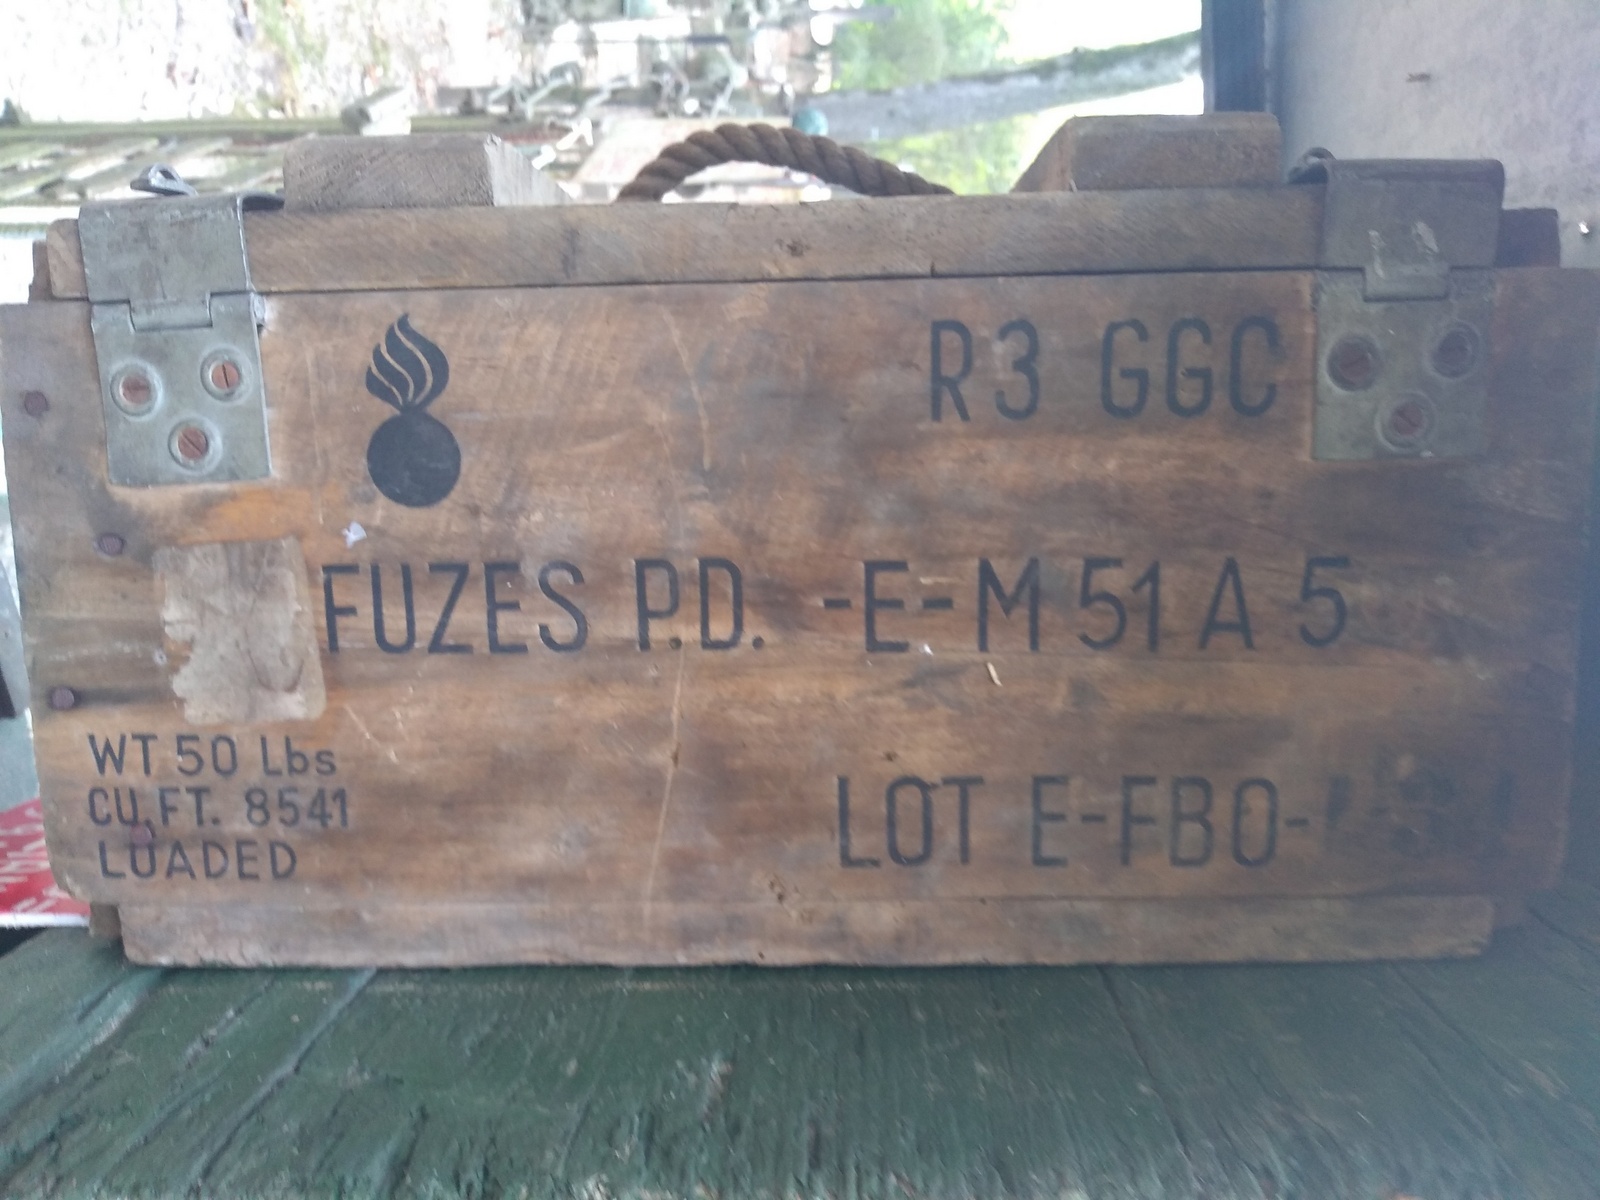 R3 GGC
FUZES P.D. -E-M 51 A 5
WT 50 Lbs
CU.FT. 8541
LOADED
LOT E-FBO-